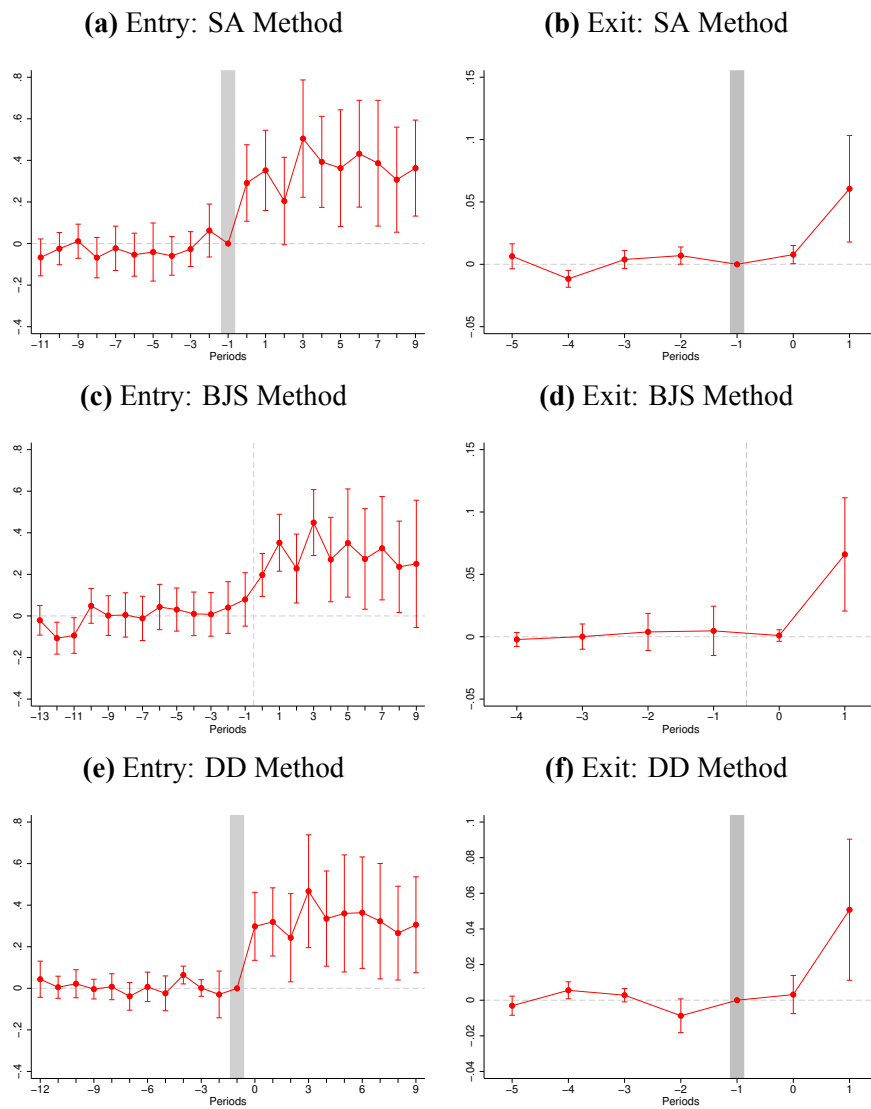 (a) Entry: SA Method
(b) Exit: SA Method
.8
.6
.4
.2
0
-.2
-.4
-11 -9 -7 -5 -3 -1 1 3 5 7 9
Periods
.15
.1
.05
0
-.05
-5 -4 -3 -2 -1 0 1
Periods
(c) Entry: BJS Method
(d) Exit: BJS Method
.8
.6
.4
.2
0
-.2
-.4
-13 -11 -9 -7 -5 -3 -1 1 3 5 7 9
Periods
.15
.1
.05
0
-.05
-4 -3 -2 -1 0 1
Periods
(e) Entry: DD Method
(f) Exit: DD Method
.8
.6
.4
.2
0
-.2
-.4
-12 -9 -6 -3 0 3 6 9
Periods
.1
.08
.06
.04
.02
0
-.02
-.04
-5 -4 -3 -2 -1 0 1
Periods